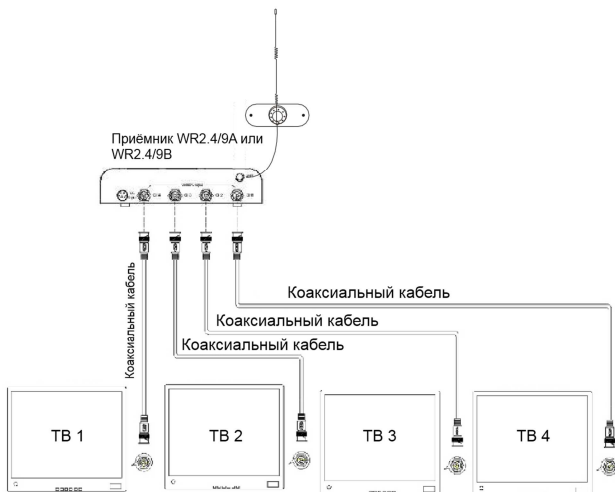 Приёмник WR2.4/9A или
WR2.4/9B
Коаксиальный кабель
Коаксиальный кабель
Коаксиальный кабель
Коаксиальный кабель
ТВ 1
ТВ 2
ТВ 3
ТВ 4